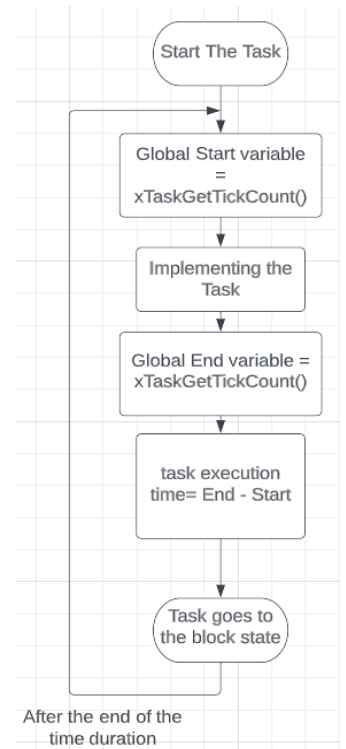 Start The Task
Global Start variable
=
xTaskGetTickCount()
Implementing the
Task
Global End variable =
xTaskGetTickCount()
task execution
time= End - Start
Task goes to
the block state
After the end of the
time duration